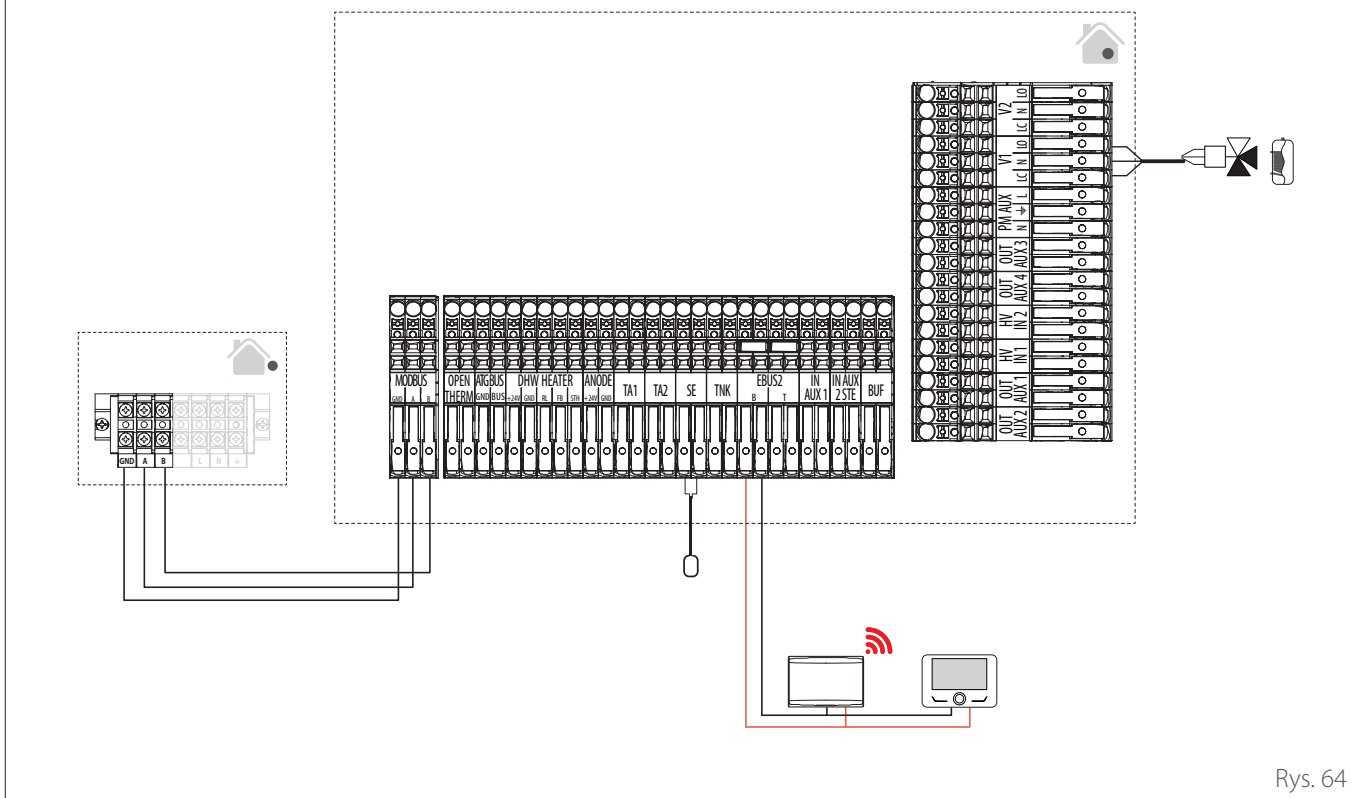 V2
LO
N
LC
V1
LO
N
LC
PM AUX
L
N
OUT
AUX 3
OUT
AUX 4
HV
IN 2
HV
IN 1
OUT
AUX 1
OUT
AUX 2
MODBUS
GND A B
OPEN
THERM
ATGBUS
GND BUS
DHW HEATER
+24V GND RL FB STH
ANODE
+24V GND
TA1
TA2
SE
TNK
EBUS2
B T
IN
AUX 1
IN AUX
2 STE
BUF
GND A B L N
Rys. 64